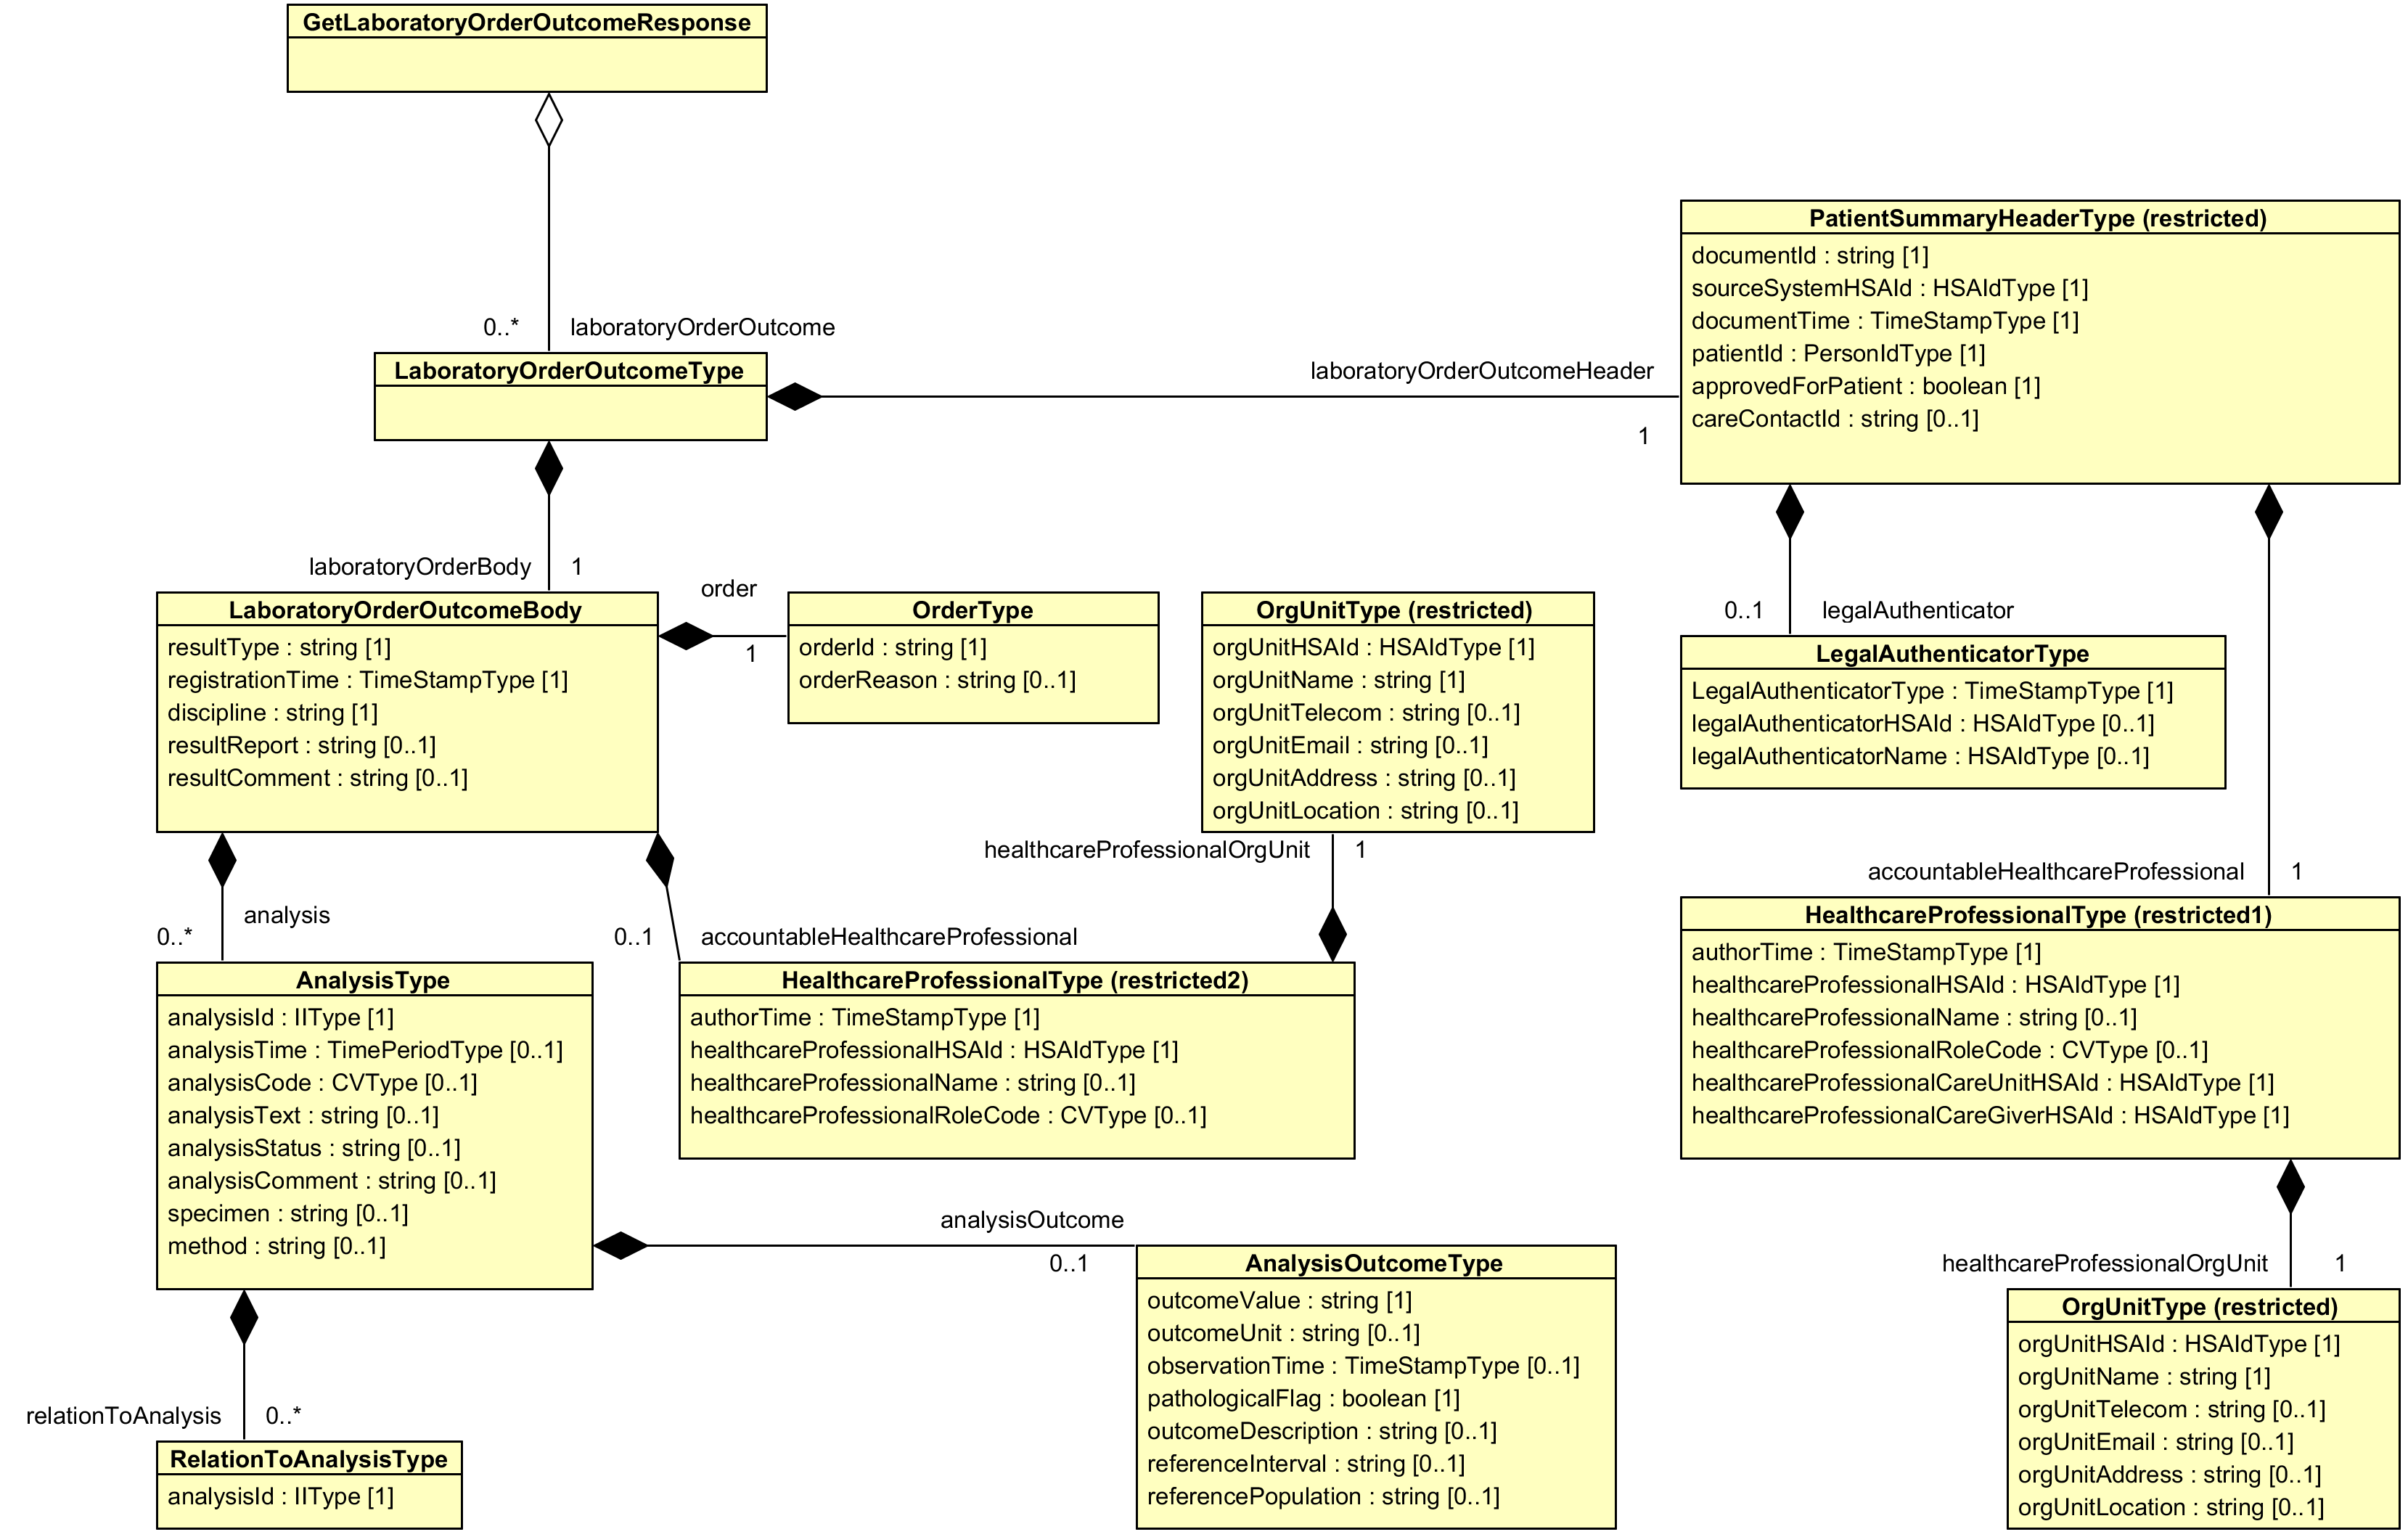 GetLaboratoryOrderOutcomeResponse
0..* laboratoryOrderOutcome
LaboratoryOrderOutcomeType
laboratoryOrderOutcomeHeader
1
PatientSummaryHeaderType (restricted)
documentId : string [1]
sourceSystemHSAId : HSAIdType [1]
documentTime : TimeStampType [1]
patientId : PersonIdType [1]
approvedForPatient : boolean [1]
careContactId : string [0..1]
laboratoryOrderBody 1
LaboratoryOrderOutcomeBody
resultType : string [1]
registrationTime : TimeStampType [1]
discipline : string [1]
resultReport : string [0..1]
resultComment : string [0..1]
order
1
OrderType
orderId : string [1]
orderReason : string [0..1]
OrgUnitType (restricted)
orgUnitHSAId : HSAIdType [1]
orgUnitName : string [1]
orgUnitTelecom : string [0..1]
orgUnitEmail : string [0..1]
orgUnitAddress : string [0..1]
orgUnitLocation : string [0..1]
healthcareProfessionalOrgUnit 1
0..1 legalAuthenticator
LegalAuthenticatorType
LegalAuthenticatorType : TimeStampType [1]
legalAuthenticatorHSAId : HSAIdType [0..1]
legalAuthenticatorName : HSAIdType [0..1]
accountableHealthcareProfessional 1
HealthcareProfessionalType (restricted1)
authorTime : TimeStampType [1]
healthcareProfessionalHSAId : HSAIdType [1]
healthcareProfessionalName : string [0..1]
healthcareProfessionalRoleCode : CVType [0..1]
healthcareProfessionalCareUnitHSAId : HSAIdType [1]
healthcareProfessionalCareGiverHSAId : HSAIdType [1]
analysis
0..*
AnalysisType
analysisId : IIType [1]
analysisTime : TimePeriodType [0..1]
analysisCode : CVType [0..1]
analysisText : string [0..1]
analysisStatus : string [0..1]
analysisComment : string [0..1]
specimen : string [0..1]
method : string [0..1]
0..1 accountableHealthcareProfessional
HealthcareProfessionalType (restricted2)
authorTime : TimeStampType [1]
healthcareProfessionalHSAId : HSAIdType [1]
healthcareProfessionalName : string [0..1]
healthcareProfessionalRoleCode : CVType [0..1]
analysisOutcome
0..1
AnalysisOutcomeType
outcomeValue : string [1]
outcomeUnit : string [0..1]
observationTime : TimeStampType [0..1]
pathologicalFlag : boolean [1]
outcomeDescription : string [0..1]
referenceInterval : string [0..1]
referencePopulation : string [0..1]
healthcareProfessionalOrgUnit 1
OrgUnitType (restricted)
orgUnitHSAId : HSAIdType [1]
orgUnitName : string [1]
orgUnitTelecom : string [0..1]
orgUnitEmail : string [0..1]
orgUnitAddress : string [0..1]
orgUnitLocation : string [0..1]
relationToAnalysis 0..*
RelationToAnalysisType
analysisId : IIType [1]